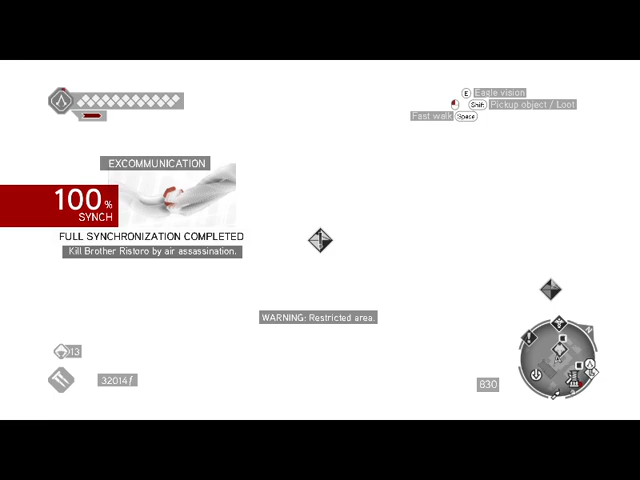 E Eagle vision
Shift Pickup object / Loot
Fast walk Space
EXCOMMUNICATION
100 %
SYNCH
FULL SYNCHRONIZATION COMPLETED
Kill Brother Ristoro by air assassination.
WARNING: Restricted area.
N
13
32014 f
830